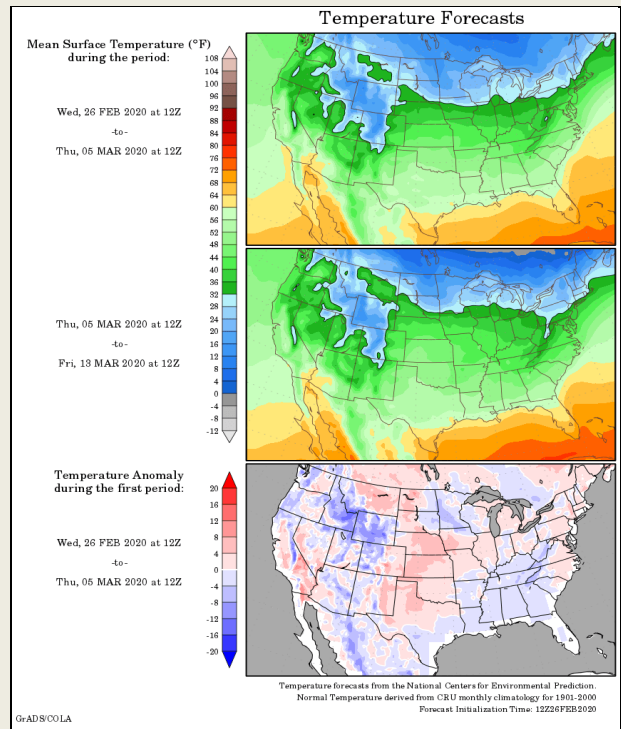 Temperature Forecasts
Mean Surface Temperature (°F)
during the period:
Wed, 26 FEB 2020 at 12Z
-to-
Thu, 05 MAR 2020 at 12Z
108
104
100
96
92
88
84
80
76
72
68
64
60
56
52
48
44
40
36
32
28
24
20
16
12
8
4
0
-4
-8
-12
Thu, 05 MAR 2020 at 12Z
-to-
Fri, 13 MAR 2020 at 12Z
Temperature Anomaly
during the first period:
Wed, 26 FEB 2020 at 12Z
-to-
Thu, 05 MAR 2020 at 12Z
20
16
12
8
4
0
-4
-8
-12
-16
-20
Temperature forecasts from the National Centers for Environmental Prediction.
Normal Temperature derived from CRU monthly climatology for 1901-2000
Forecast Initialization Time: 12Z26FEB2020
GrADS/COLA